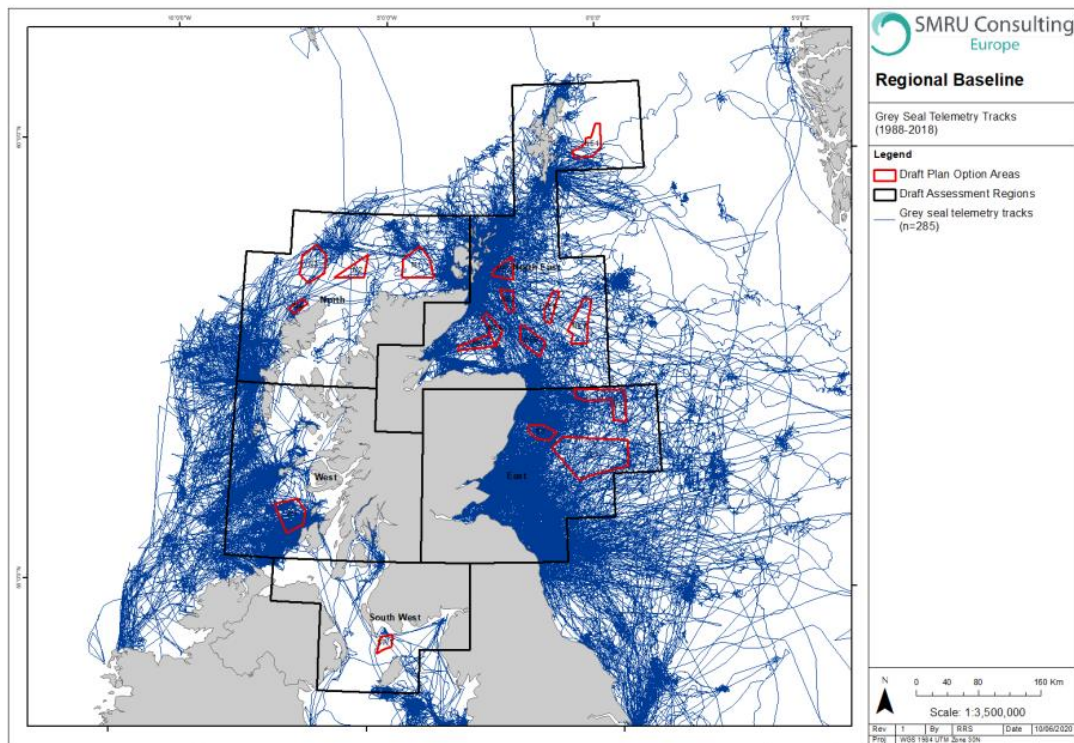 SMRU Consulting
Europe
Regional Baseline
Grey Seal Telemetry Tracks
(1988-2018)
Legend
Draft Plan Option Areas
Draft Assessment Regions
Grey seal telemetry tracks
(n=285)
North East
North
West
East
South West
N
0 40 80 160 Km
Scale: 1:3,500,000
Rev 1 By RRS Date 10/06/2020
Proj WGS 1984 UTM Zone 30N